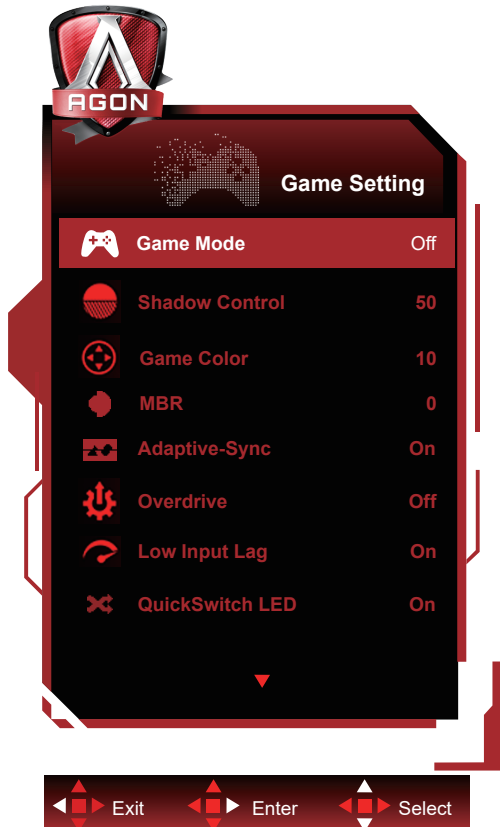 AGON
Game Setting
Game Mode Off
Shadow Control 50
Game Color 10
MBR 0
Adaptive-Sync On
Overdrive Off
Low Input Lag On
QuickSwitch LED On
Exit Enter Select